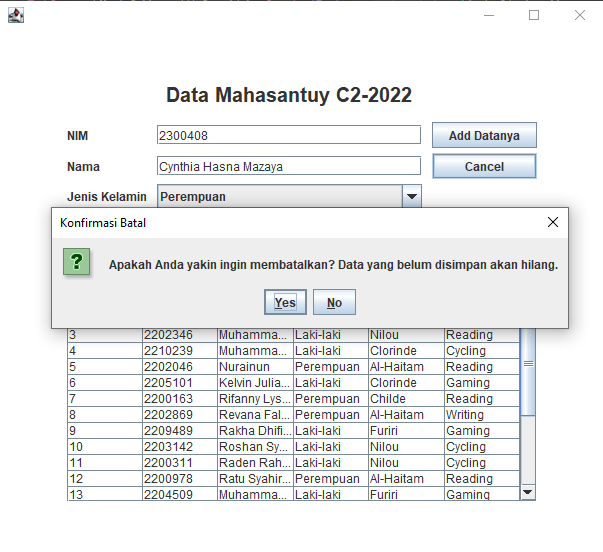 Data Mahasantuy C2-2022
NIM 2300408 Add Datanya
Nama Cynthia Hasna Mazaya Cancel
Jenis Kelamin Perempuan
Konfirmasi Batal
? Apakah Anda yakin ingin membatalkan? Data yang belum disimpan akan hilang.
Yes No
3 2202346 Muhamma... Laki-laki Nilou Reading
4 2210239 Muhamma... Laki-laki Clorinde Cycling
5 2202046 Nurainun Perempuan Al-Haitam Reading
6 2205101 Kelvin Julia... Laki-laki Clorinde Gaming
7 2200163 Rifanny Lys... Perempuan Childe Reading
8 2202869 Revana Fal... Perempuan Al-Haitam Writing
9 2209489 Rakha Dhifi... Laki-laki Furiri Gaming
10 2203142 Roshan Sy... Laki-laki Nilou Cycling
11 2200311 Raden Rah... Laki-laki Nilou Cycling
12 2200978 Ratu Syahir... Perempuan Al-Haitam Reading
13 2204509 Muhamma... Laki-laki Furiri Gaming